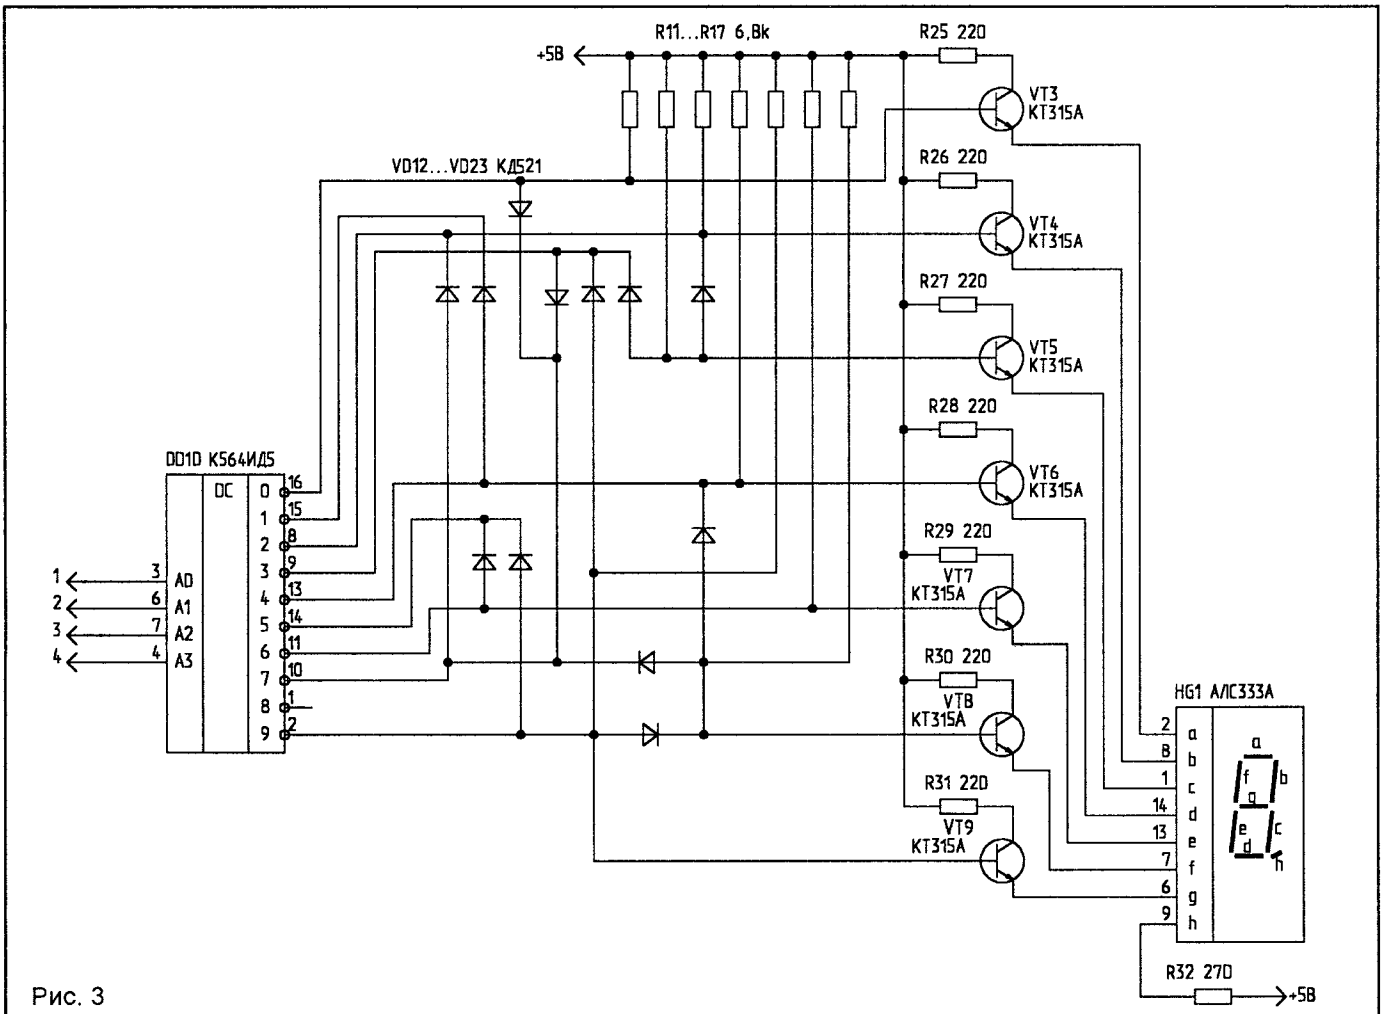 R11...R17 6,8k
R25 220
+5В
VT3
КТ315А
VD12...VD23 КД521
R26 220
VT4
КТ315А
R27 220
VT5
КТ315А
R28 220
VT6
КТ315А
DD10 К564ИД5
DC
0 16
1 15
2 8
3 9
4 13
5 14
6 11
7 10
8 1
9 2
1 3 A0
2 6 A1
3 7 A2
4 4 A3
R29 220
VT7
КТ315А
R30 220
VT8
КТ315А
R31 220
VT9
КТ315А
HG1 АЛС333А
2 a
8 b
1 c
14 d
13 e
7 f
6 g
9 h
a
f b
g
e c
d
h
R32 270
+5В
Рис. 3